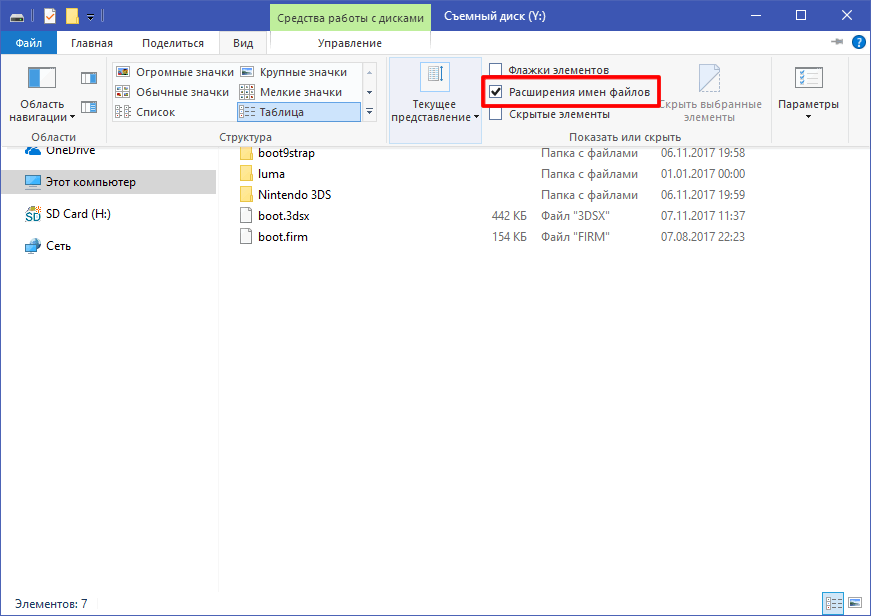 Средства работы с дисками
Съемный диск (Y:)
Файл
Главная
Поделиться
Вид
Управление
Область навигации
Области
Огромные значки
Крупные значки
Обычные значки
Мелкие значки
Список
Таблица
Структура
Текущее представление
Флажки элементов
Расширения имен файлов
Скрытые элементы
Скрыть выбранные элементы
Показать или скрыть
Параметры
OneDrive
Этот компьютер
SD Card (H:)
Сеть
boot9strap Папка с файлами 06.11.2017 19:58
luma Папка с файлами 01.01.2017 00:00
Nintendo 3DS Папка с файлами 06.11.2017 19:59
boot.3dsx 442 КБ Файл "3DSX" 07.11.2017 11:37
boot.firm 154 КБ Файл "FIRM" 07.08.2017 22:23
Элементов: 7